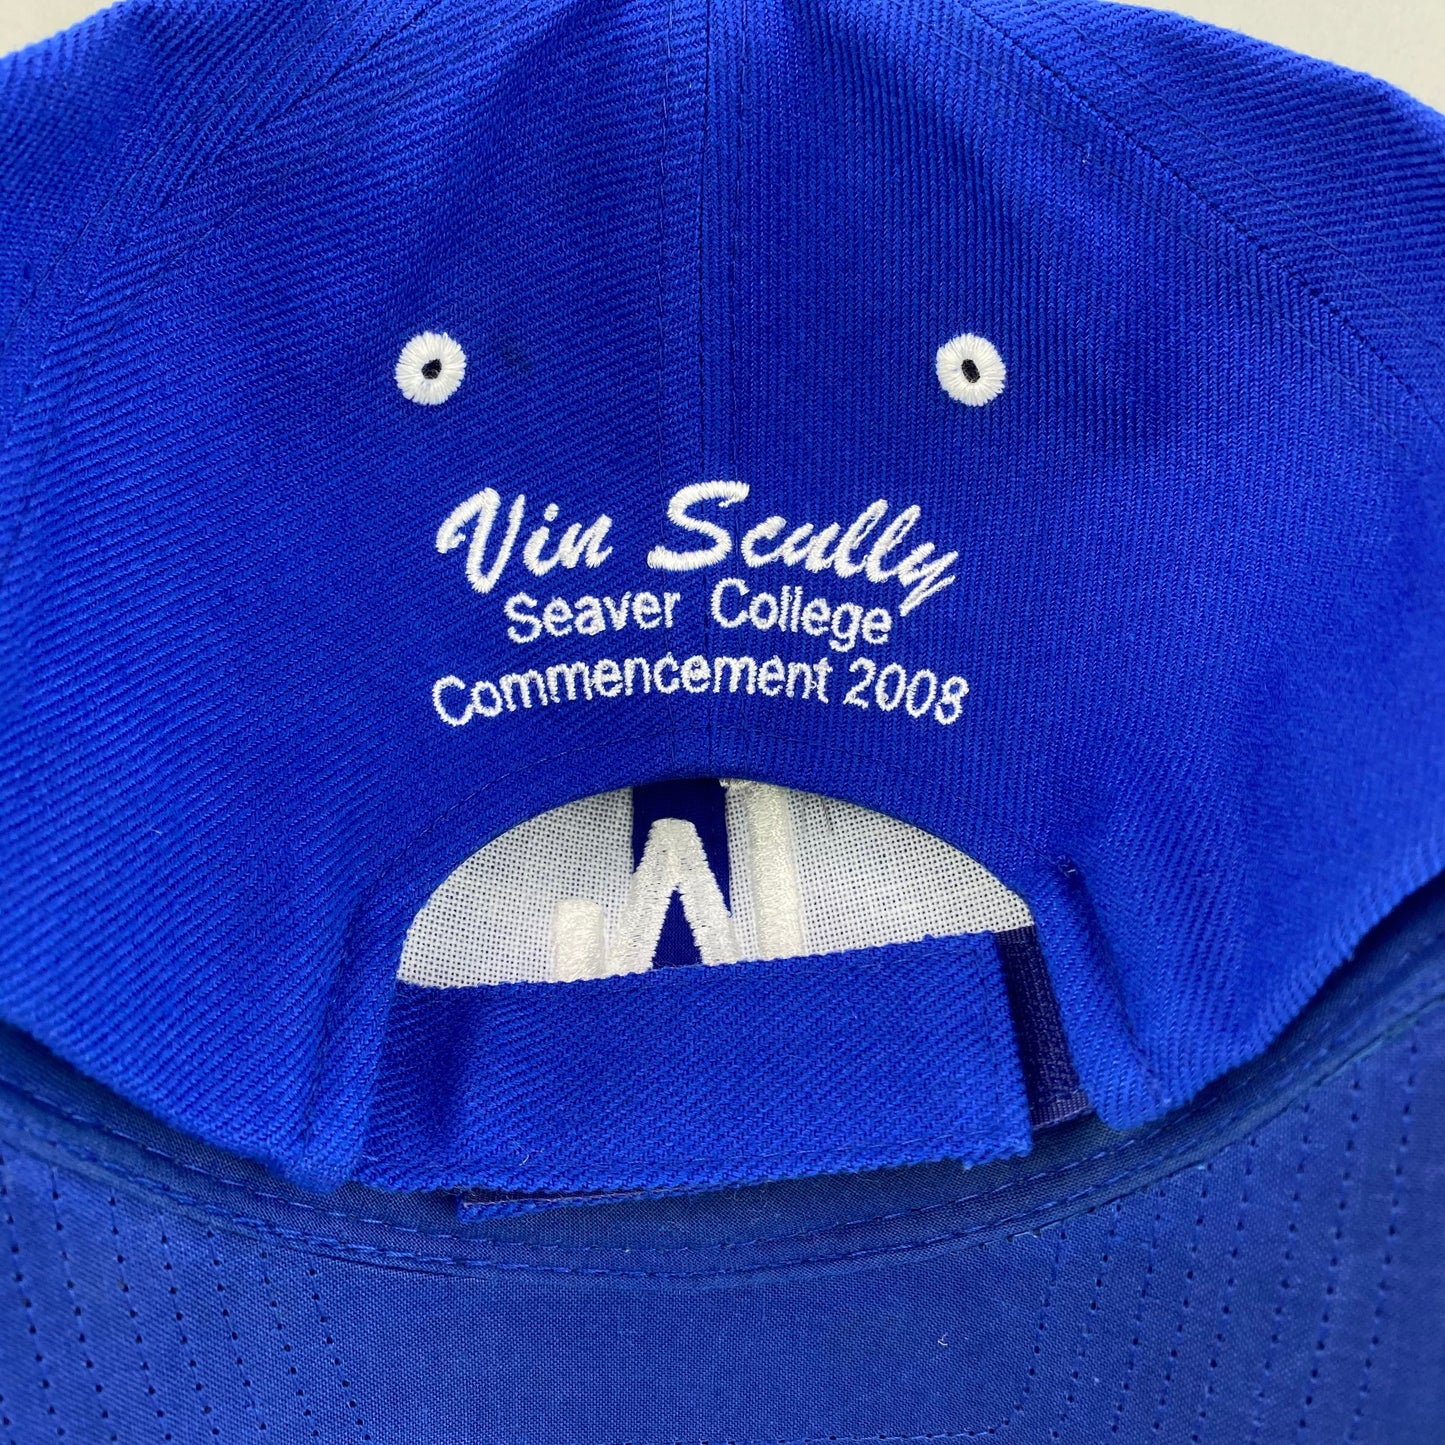 Vin Scully
Seaver College
Commencement 2008